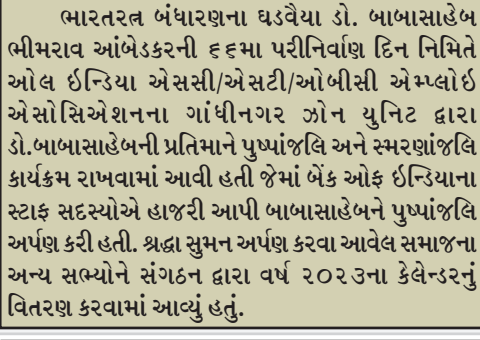 ભારતરત્ન બંધારણના ઘડવૈયા ડો. બાબાસાહેબ
ભીમરાવ આંબેડકરની ૬૬મા પરીનિર્વાણ દિન નિમિતે
ઓલ ઇન્ડિયા એસસી/એસટી/ઓબીસી એમ્પ્લોઇ
એસોસિએશનના ગાંધીનગર ઝોન યુનિટ દ્વારા
ડો.બાબાસાહેબની પ્રતિમાને પુષ્પાંજલિ અને સ્મરણાંજલિ
કાર્યક્રમ રાખવામાં આવી હતી જેમાં બેંક ઓફ ઇન્ડિયાના
સ્ટાફ સદસ્યોએ હાજરી આપી બાબાસાહેબને પુષ્પાંજલિ
અર્પણ કરી હતી. શ્રદ્ધા સુમન અર્પણ કરવા આવેલ સમાજના
અન્ય સભ્યોને સંગઠન દ્વારા વર્ષ ૨૦૨૩ના કેલેન્ડરનું
વિતરણ કરવામાં આવ્યું હતું.